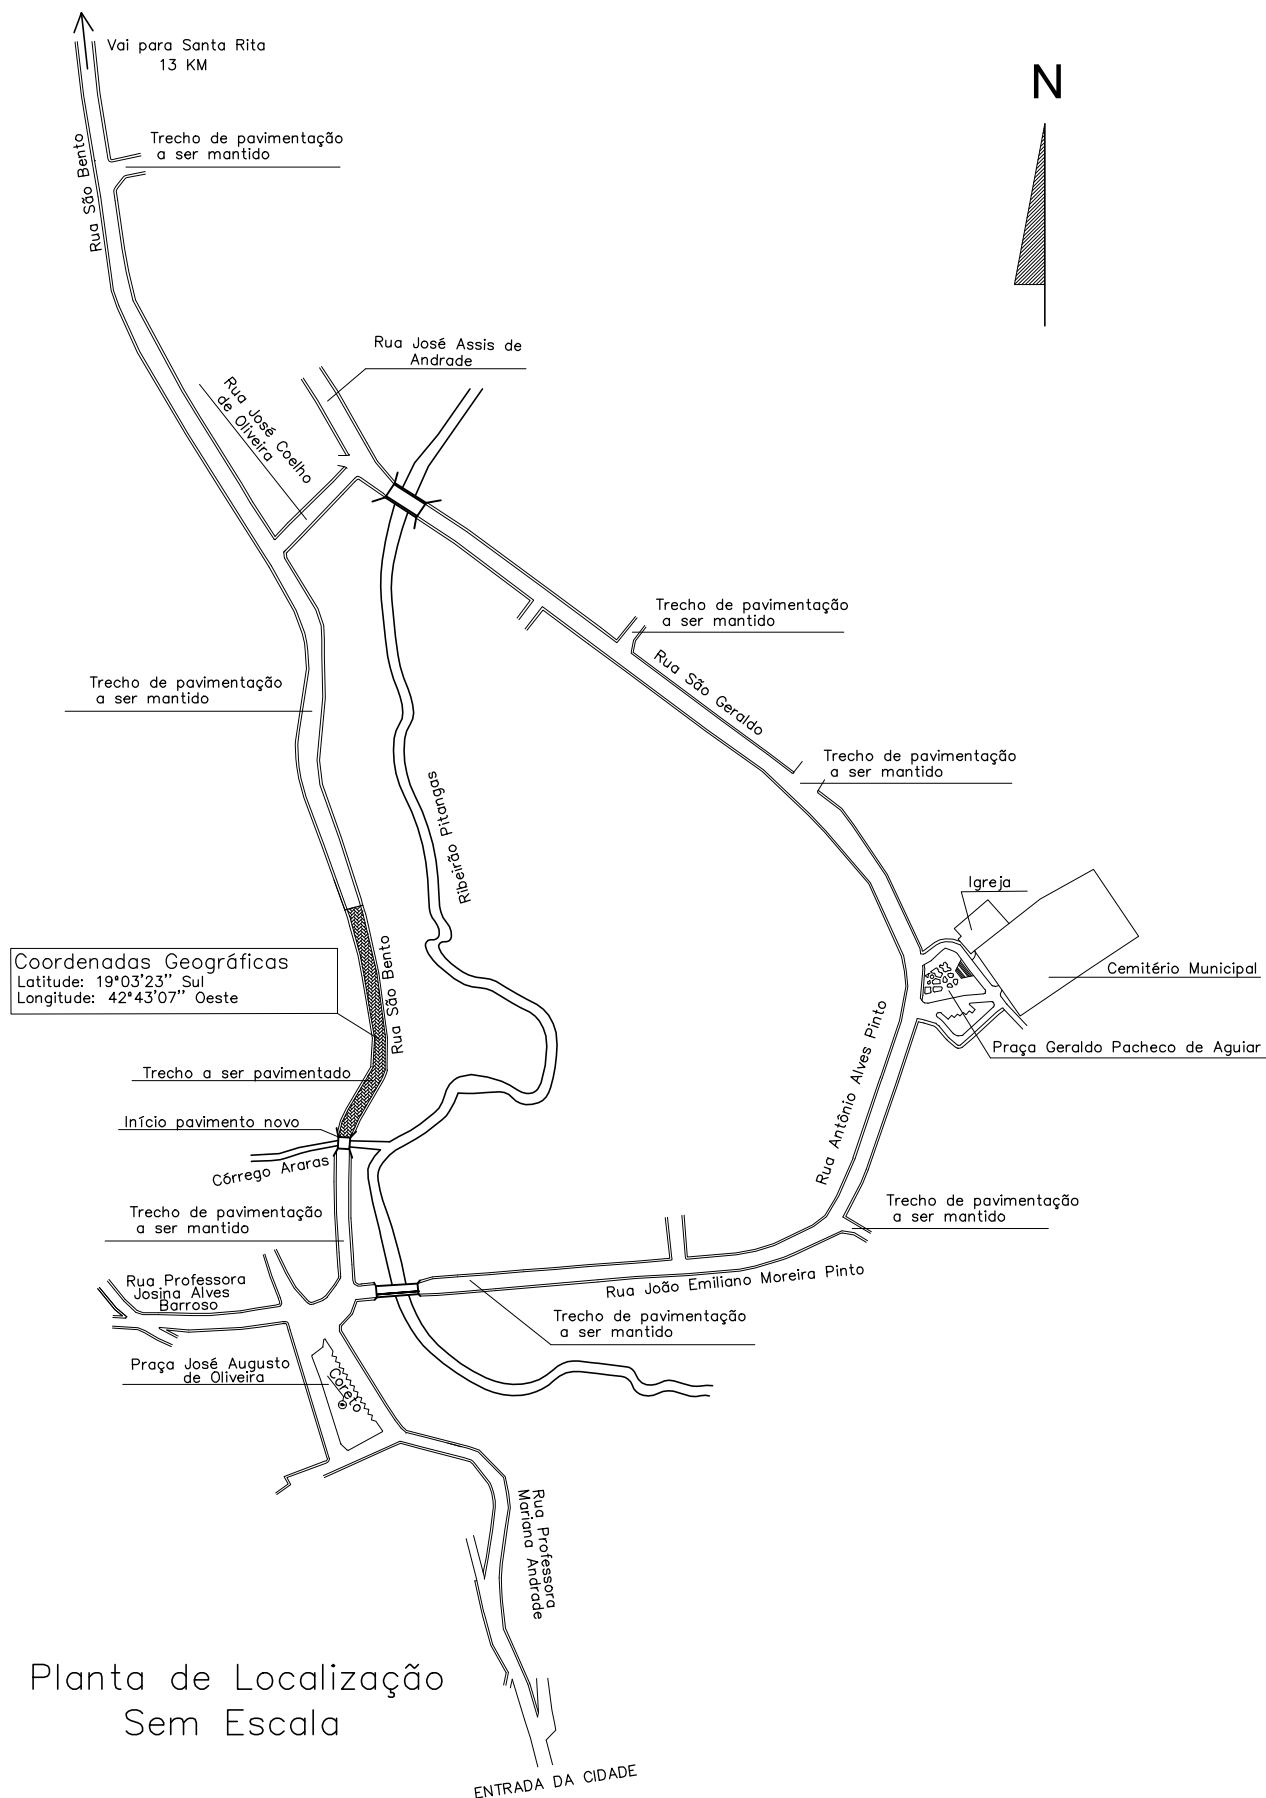 Vai para Santa Rita
13 KM
N
Trecho de pavimentação
a ser mantido
Rua São Bento
Rua José Assis de
Andrade
Rua José Coelho
de Oliveira
Trecho de pavimentação
a ser mantido
Rua São Geraldo
Trecho de pavimentação
a ser mantido
Trecho de pavimentação
a ser mantido
Ribeirão Pitangas
Igreja
Cemitério Municipal
Coordenadas Geográficas
Latitude: 19°03'23'' Sul
Longitude: 42°43'07'' Oeste
Rua São Bento
Praça Geraldo Pacheco de Aguiar
Trecho a ser pavimentado
Rua Antônio Alves Pinto
Início pavimento novo
Córrego Araras
Trecho de pavimentação
a ser mantido
Trecho de pavimentação
a ser mantido
Rua Professora
Josina Alves
Barroso
Rua João Emiliano Moreira Pinto
Trecho de pavimentação
a ser mantido
Praça José Augusto
de Oliveira
Coreto
Rua Professora
Mariana Andrade
Planta de Localização
Sem Escala
ENTRADA DA CIDADE